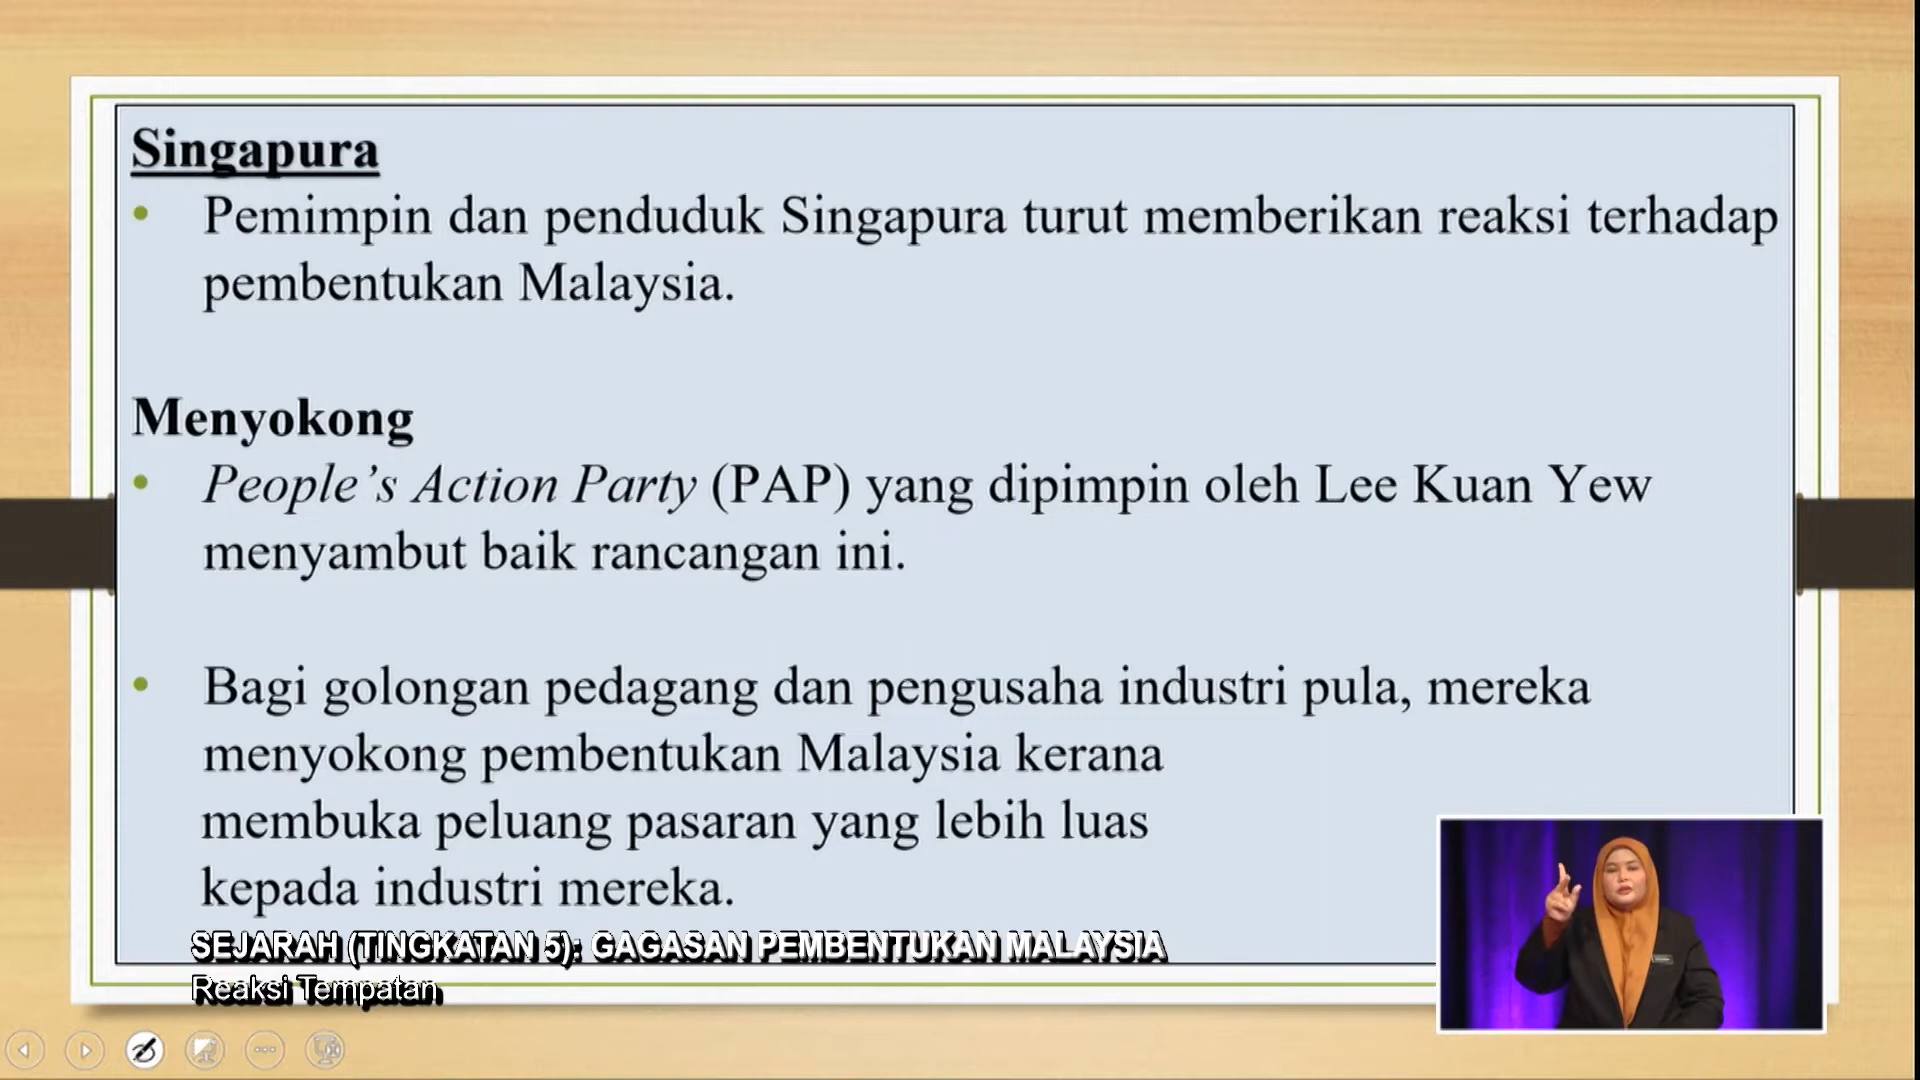 Singapura
• Pemimpin dan penduduk Singapura turut memberikan reaksi terhadap
pembentukan Malaysia.
Menyokong
• People’s Action Party (PAP) yang dipimpin oleh Lee Kuan Yew
menyambut baik rancangan ini.
• Bagi golongan pedagang dan pengusaha industri pula, mereka
menyokong pembentukan Malaysia kerana
membuka peluang pasaran yang lebih luas
kepada industri mereka.
SEJARAH (TINGKATAN 5): GAGASAN PEMBENTUKAN MALAYSIA
Reaksi Tempatan